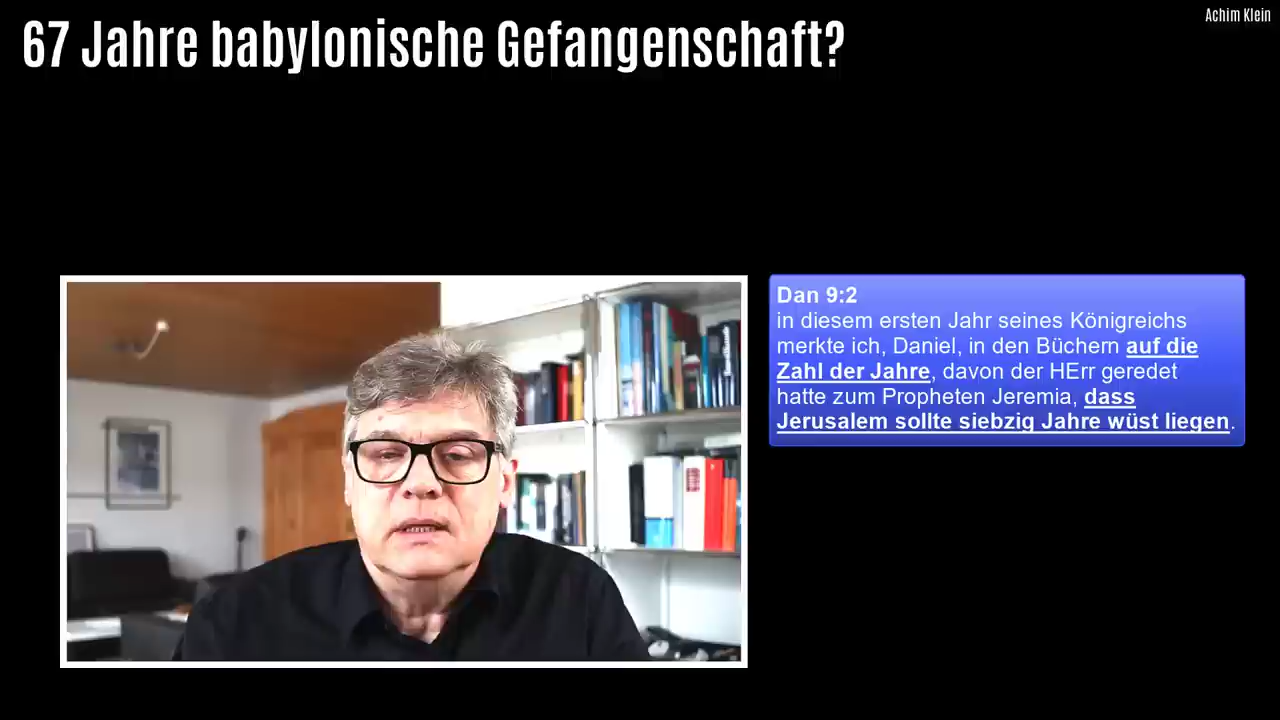 Achim Klein
67 Jahre babylonische Gefangenschaft?
Dan 9:2
in diesem ersten Jahr seines Königreichs
merkte ich, Daniel, in den Büchern auf die
Zahl der Jahre, davon der HErr geredet
hatte zum Propheten Jeremia, dass
Jerusalem sollte siebzig Jahre wüst liegen.